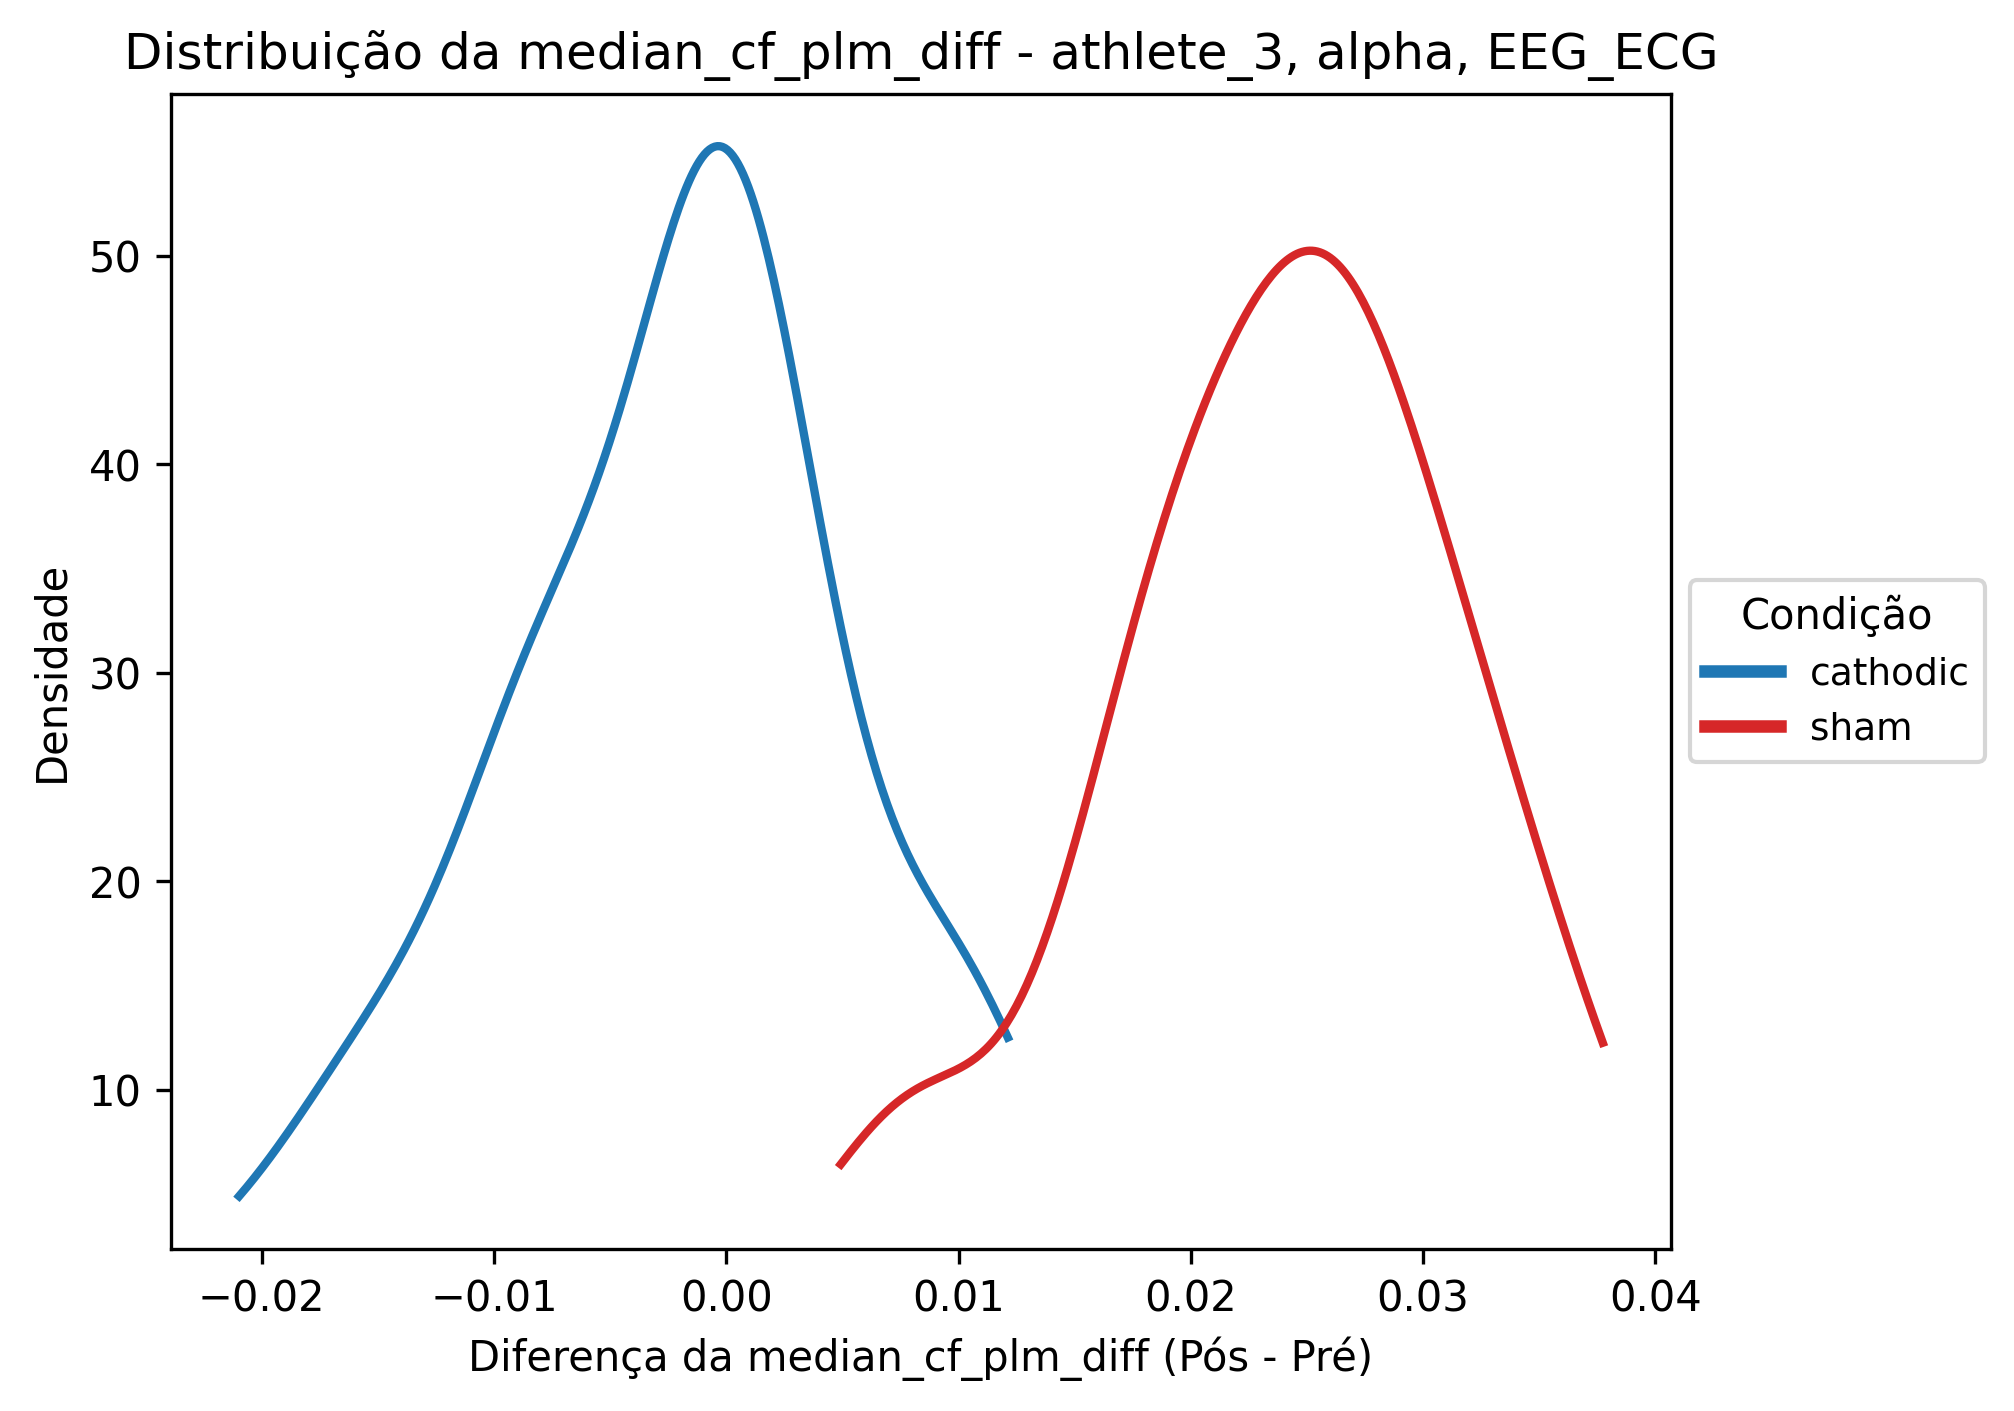 Distribuição da median_cf_plm_diff - athlete_3, alpha, EEG_ECG
Densidade
50
40
30
20
10
−0.02
−0.01
0.00
0.01
0.02
0.03
0.04
Diferença da median_cf_plm_diff (Pós - Pré)
Condição
cathodic
sham